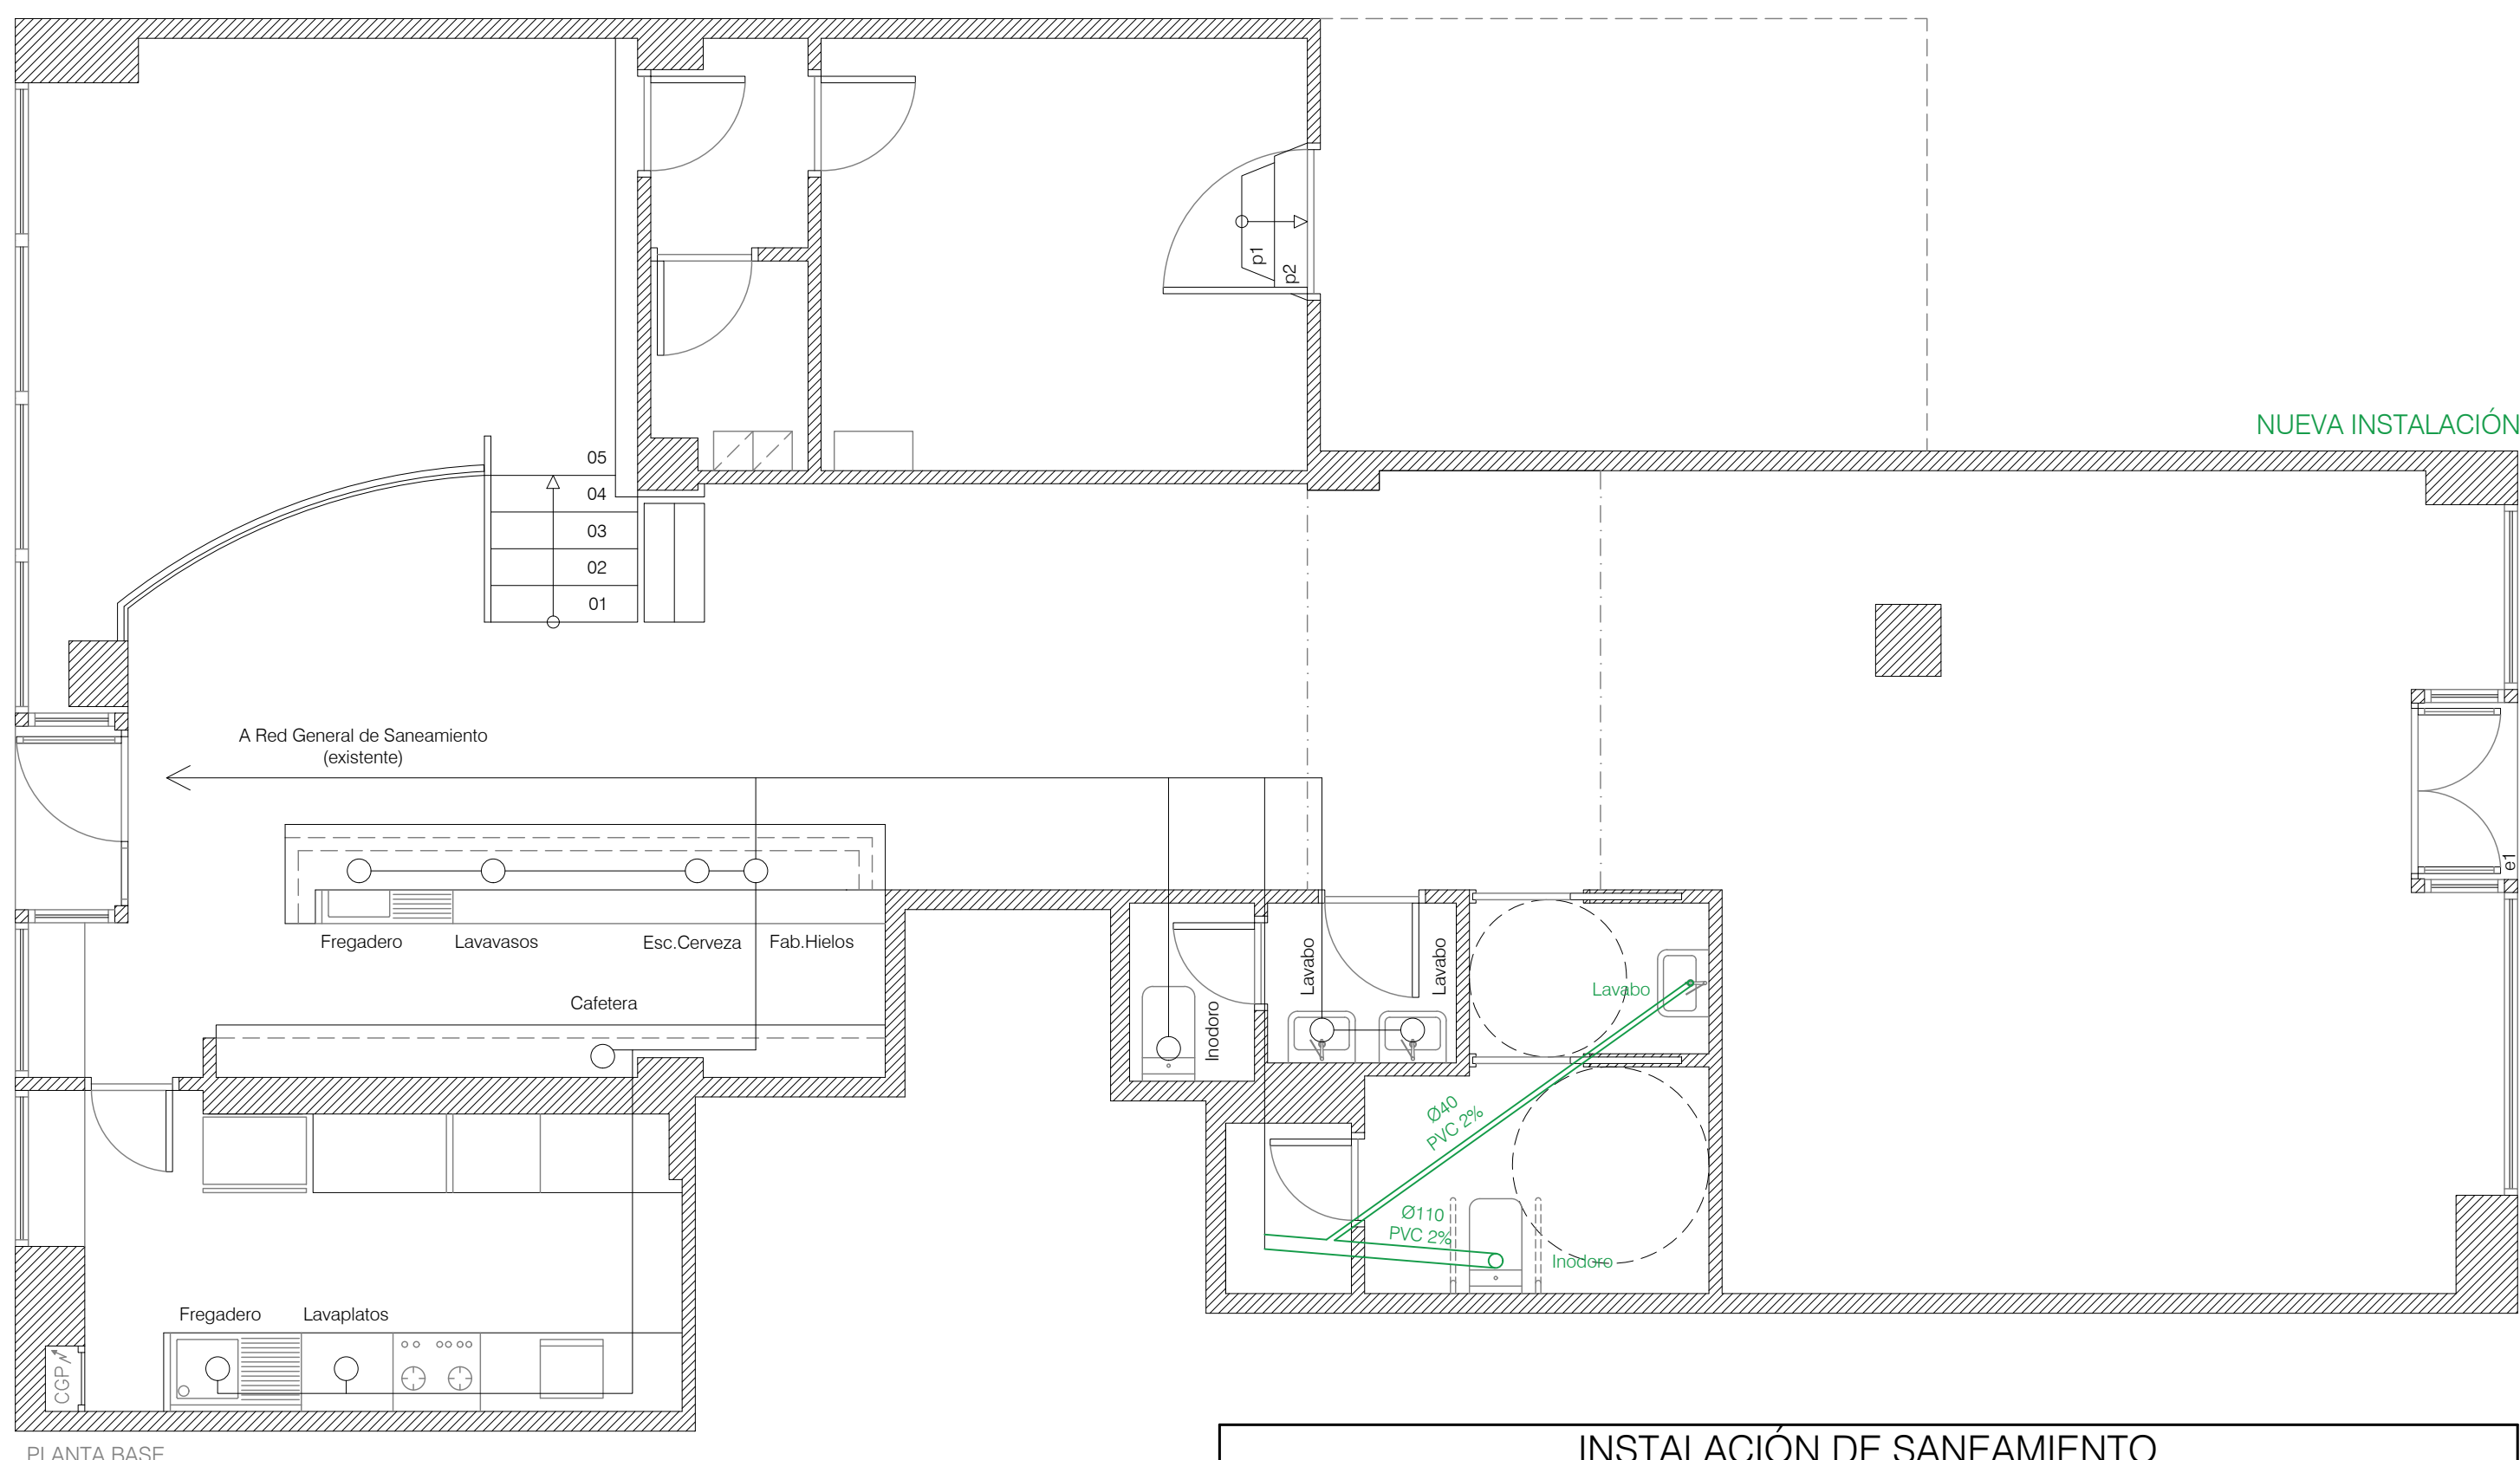 p1
p2
NUEVA INSTALACIÓN
05
04
03
02
01
A Red General de Saneamiento
(existente)
e1
Fregadero
Lavavasos
Esc.Cerveza
Fab.Hielos
Cafetera
Inodoro
Lavabo
Lavabo
Lavabo
Ø40
PVC 2%
Ø110
PVC 2%
Inodoro
Fregadero
Lavaplatos
CGP
PLANTA BASE
INSTALACIÓN DE SANEAMIENTO